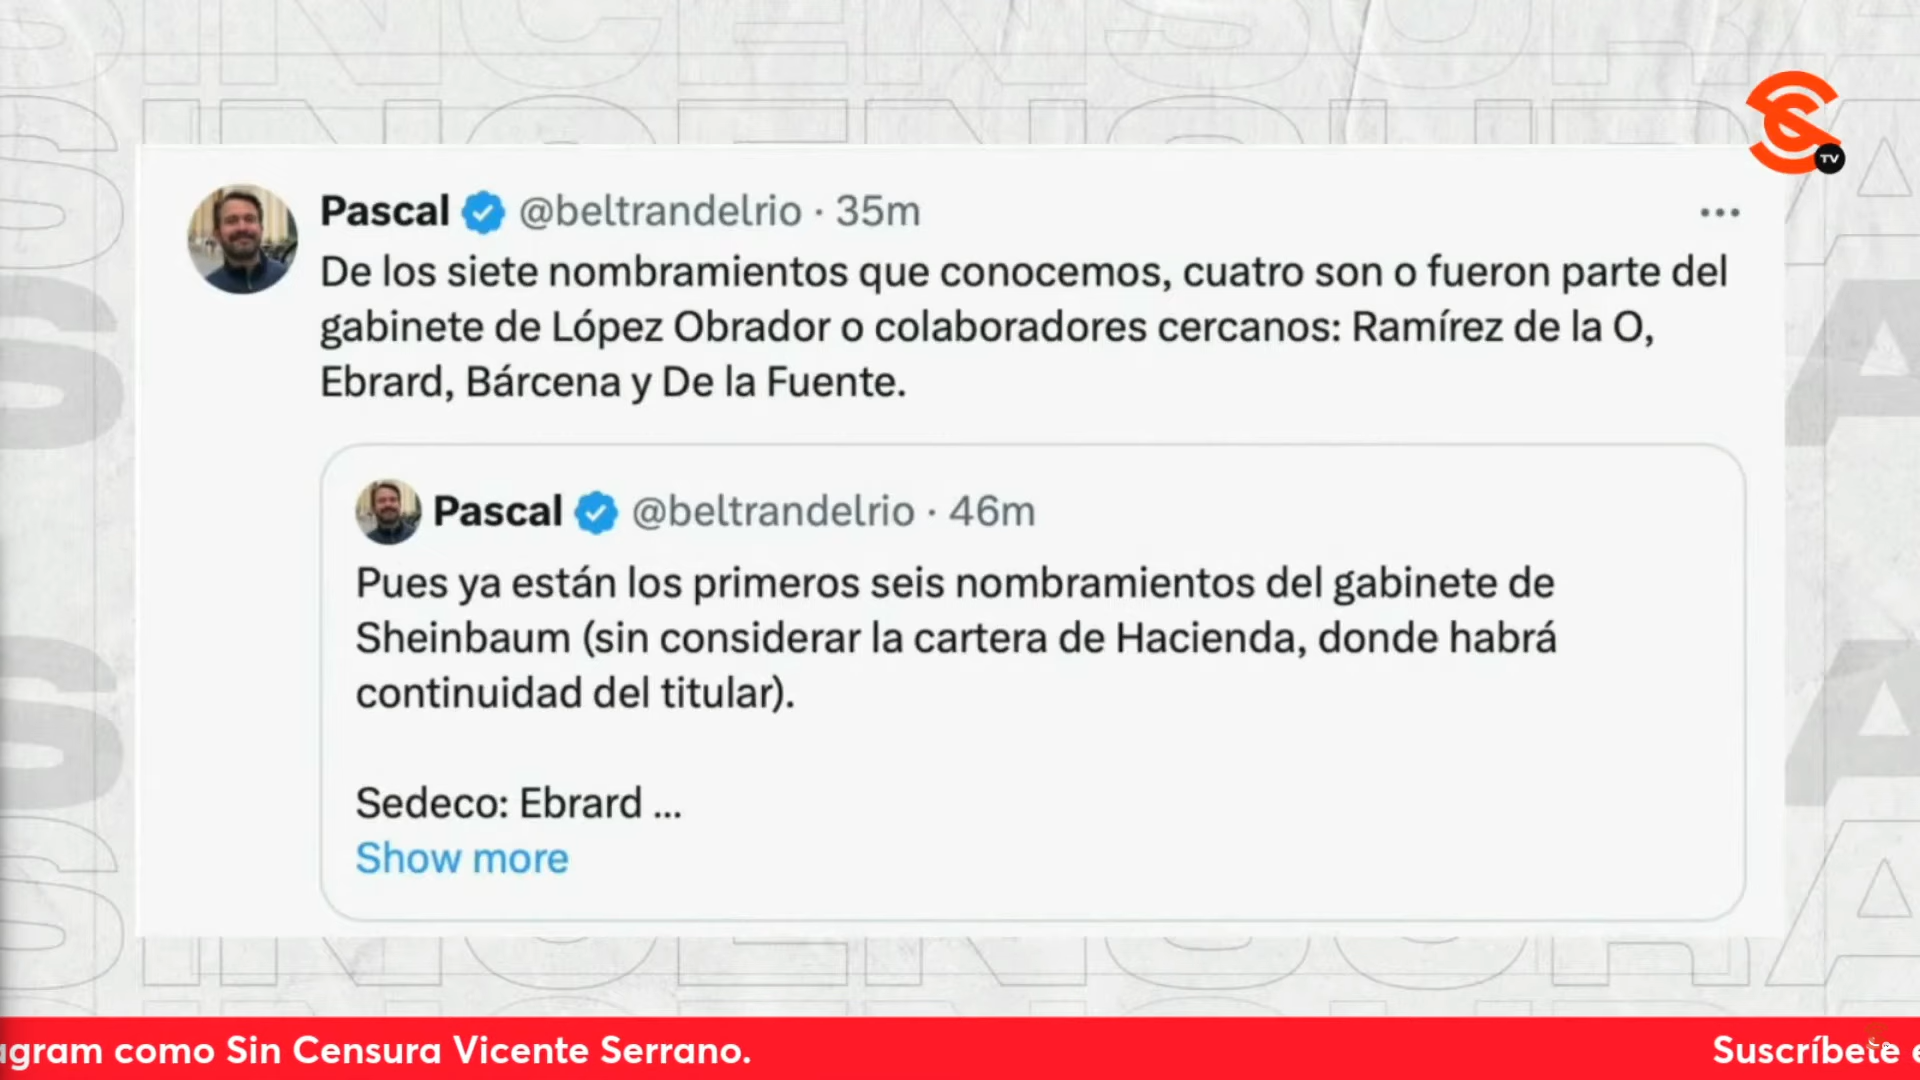 SINCENSURA
TV
Pascal @beltrandelrio · 35m
De los siete nombramientos que conocemos, cuatro son o fueron parte del
gabinete de López Obrador o colaboradores cercanos: Ramírez de la O,
Ebrard, Bárcena y De la Fuente.
Pascal @beltrandelrio · 46m
Pues ya están los primeros seis nombramientos del gabinete de
Sheinbaum (sin considerar la cartera de Hacienda, donde habrá
continuidad del titular).
Sedeco: Ebrard ...
Show more
SINCENSURA
agram como Sin Censura Vicente Serrano.
Suscríbete e